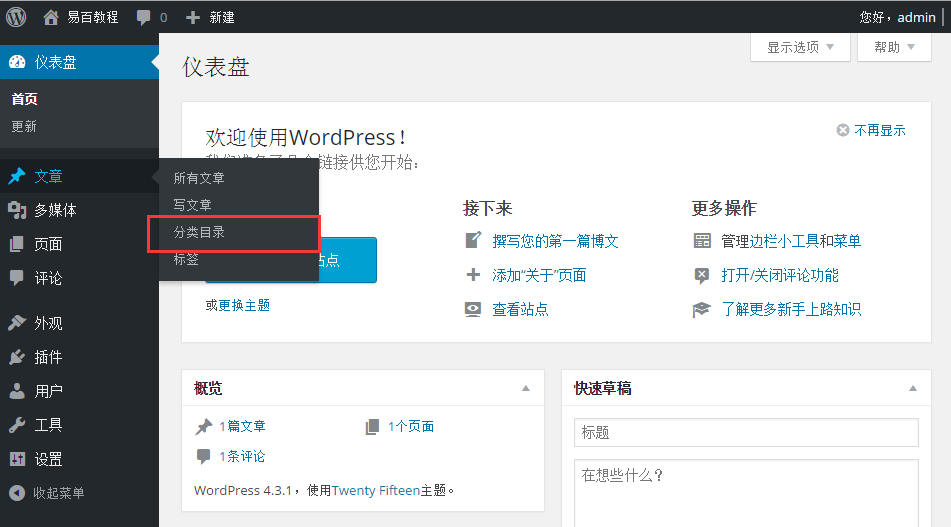 易百教程 0 新建 您好，admin
显示选项 帮助
仪表盘
首页
更新
文章
多媒体
页面
评论
外观
插件
用户
工具
设置
收起菜单
所有文章
写文章
分类目录
标签
仪表盘
欢迎使用WordPress！
链接供您开始：
不再显示
站点
或更换主题
接下来
撰写您的第一篇博文
添加“关于”页面
查看站点
更多操作
管理边栏小工具和菜单
打开/关闭评论功能
了解更多新手上路知识
概览
1篇文章 1个页面
1条评论
WordPress 4.3.1，使用Twenty Fifteen主题。
快速草稿
标题
在想些什么？